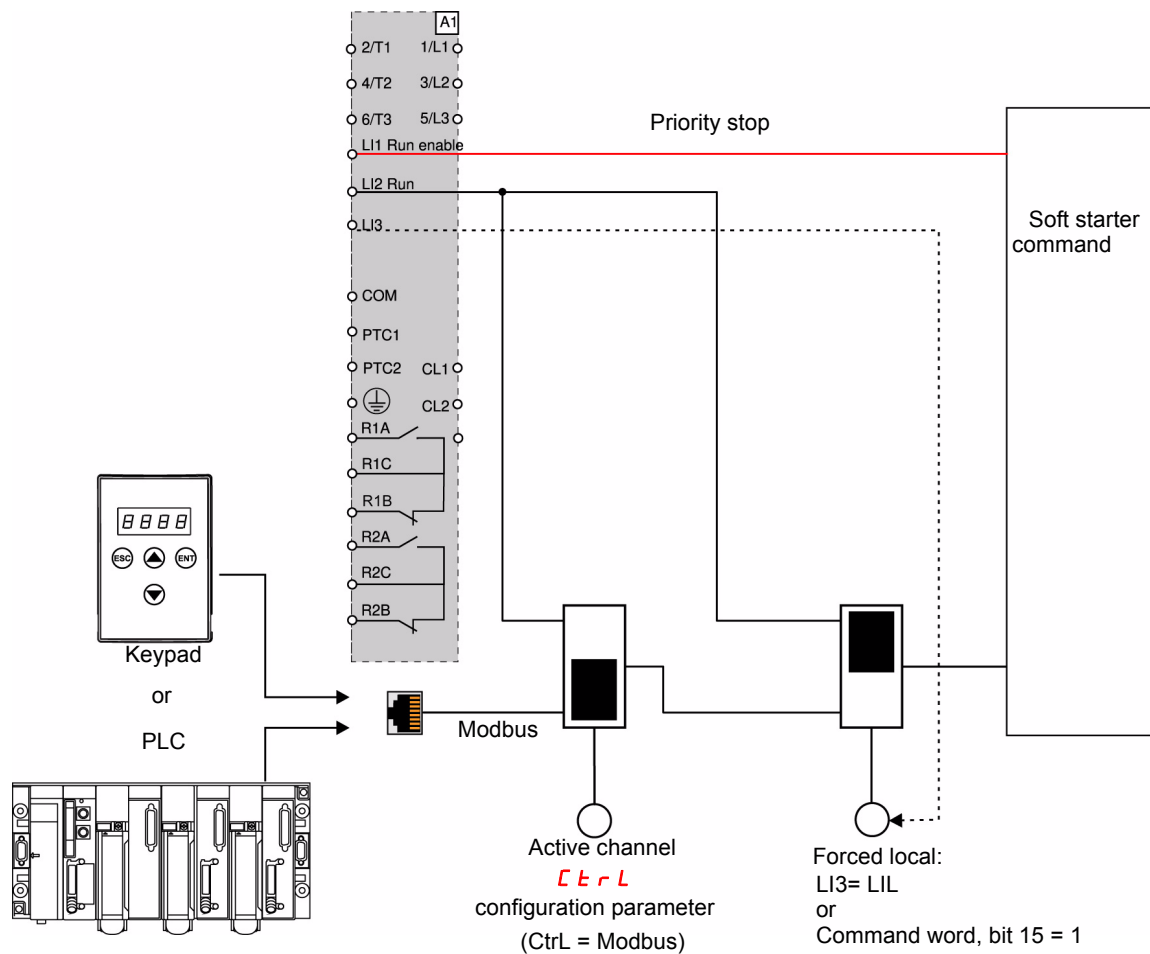 A1
2/T1 1/L1
4/T2 3/L2
6/T3 5/L3
Priority stop
LI1 Run enable
LI2 Run
LI3
Soft starter
command
COM
PTC1
PTC2 CL1
CL2
R1A
R1C
R1B
R2A
R2C
R2B
8888
ESC
ENT
Keypad
or
PLC
Modbus
Active channel
CtrL
configuration parameter
(CtrL = Modbus)
Forced local:
LI3= LIL
or
Command word, bit 15 = 1